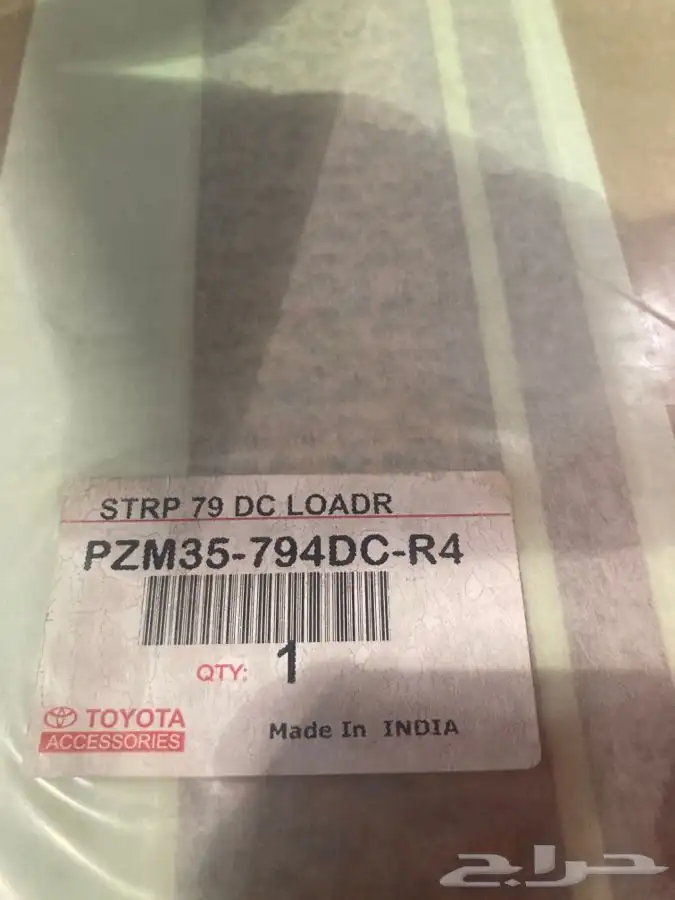 STRP 79 DC LOADR
PZM35-794DC-R4
QTY: 1
TOYOTA
ACCESSORIES
Made In INDIA
حراج